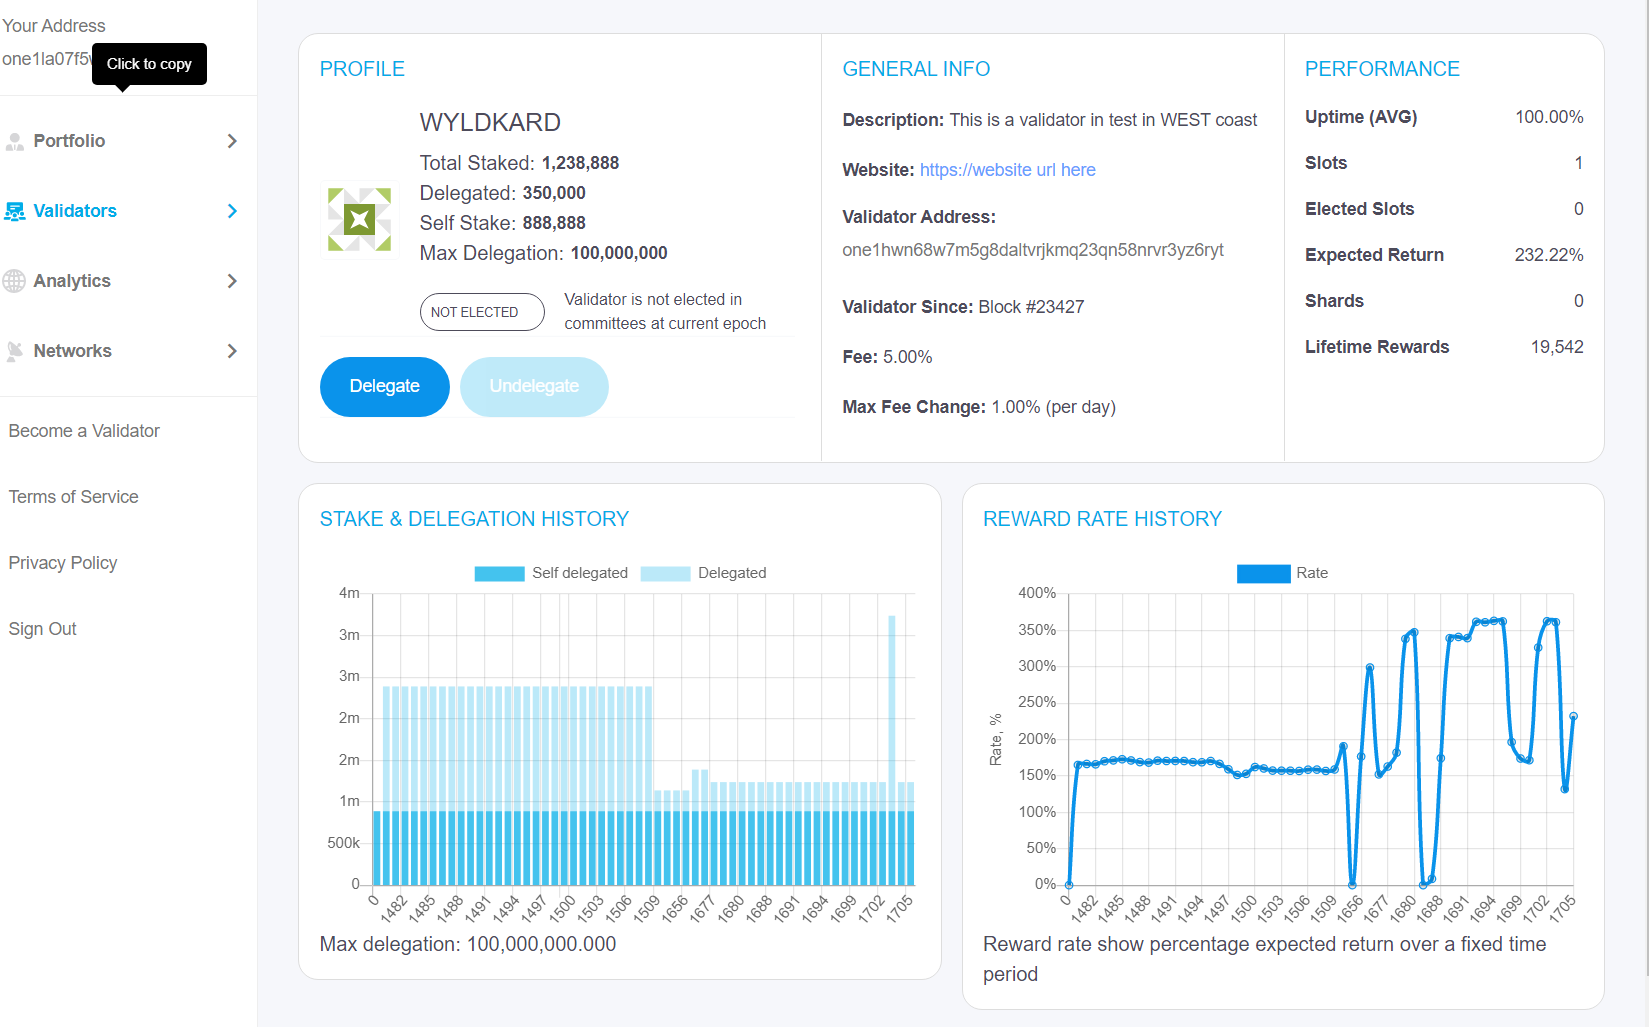 Your Address
one1la07f5
Click to copy
Portfolio
Validators
Analytics
Networks
Become a Validator
Terms of Service
Privacy Policy
Sign Out
PROFILE
WYLDKARD
Total Staked: 1,238,888
Delegated: 350,000
Self Stake: 888,888
Max Delegation: 100,000,000
NOT ELECTED
Validator is not elected in
committees at current epoch
Delegate
Undelegate
GENERAL INFO
Description: This is a validator in test in WEST coast
Website: https://website url here
Validator Address:
one1hwn68w7m5g8daltvrjkmq23qn58nrvr3yz6ryt
Validator Since: Block #23427
Fee: 5.00%
Max Fee Change: 1.00% (per day)
PERFORMANCE
Uptime (AVG) 100.00%
Slots 1
Elected Slots 0
Expected Return 232.22%
Shards 0
Lifetime Rewards 19,542
STAKE & DELEGATION HISTORY
Self delegated Delegated
4m
3m
3m
2m
2m
1m
500k
0
0 1482 1485 1488 1491 1494 1497 1500 1503 1506 1509 1656 1677 1680 1688 1691 1694 1699 1702 1705
Max delegation: 100,000,000.000
REWARD RATE HISTORY
Rate
Rate, %
400%
350%
300%
250%
200%
150%
100%
50%
0%
0 1482 1485 1488 1491 1494 1497 1500 1503 1506 1509 1656 1677 1680 1688 1691 1694 1699 1702 1705
Reward rate show percentage expected return over a fixed time
period